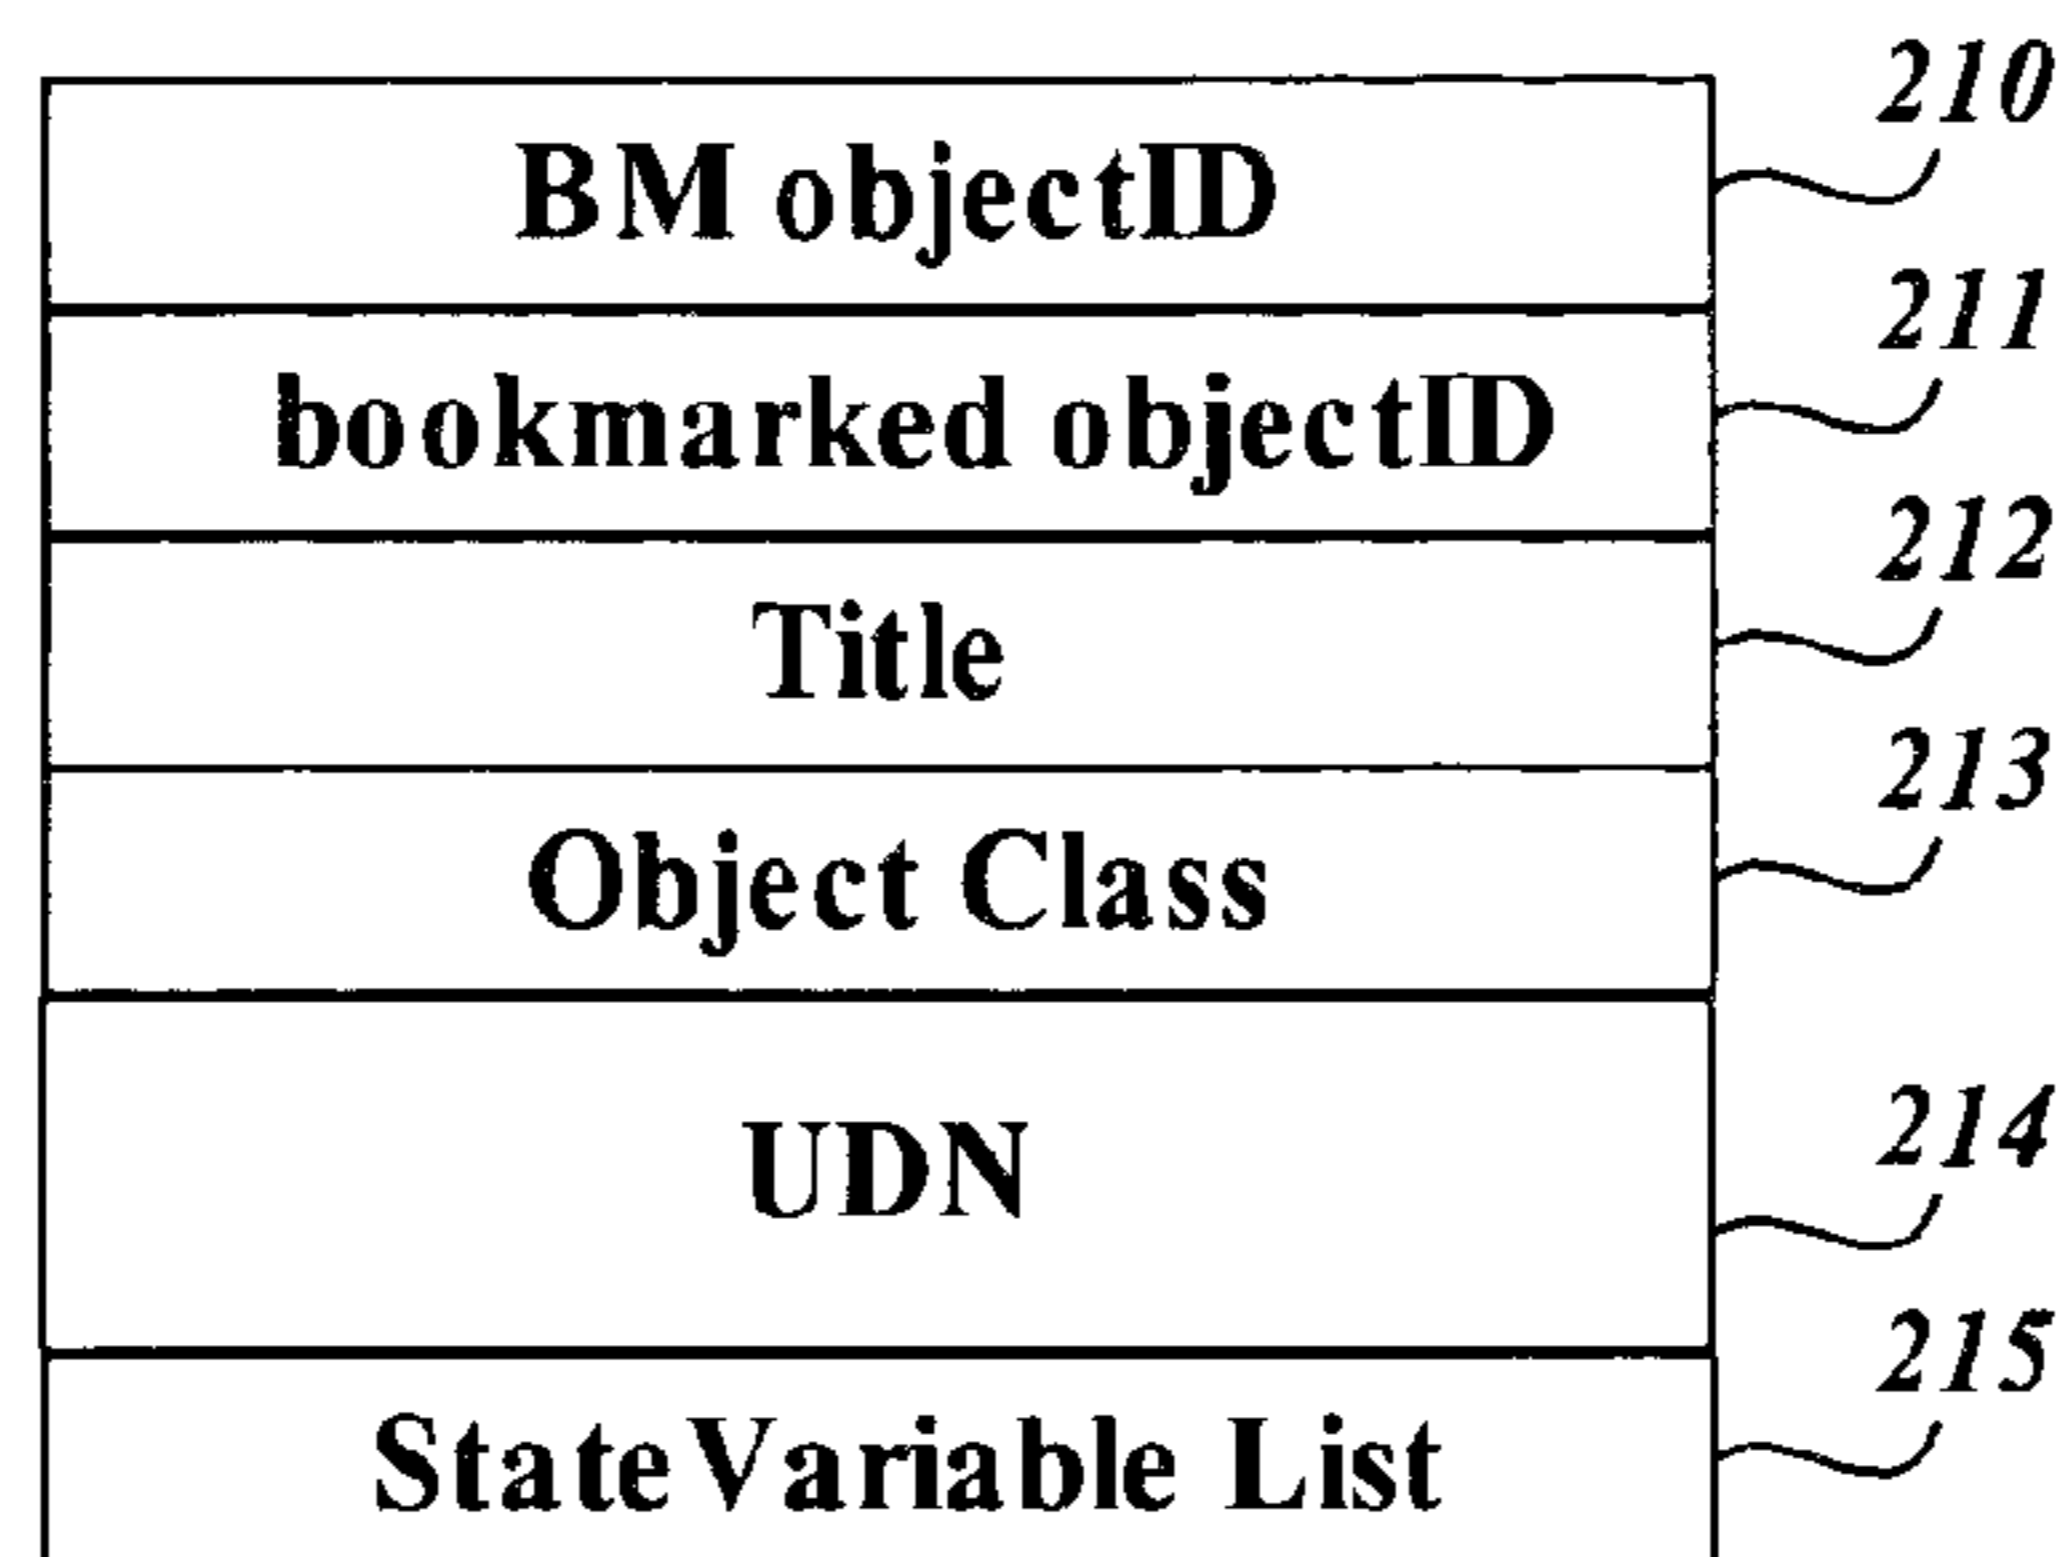 210
BM objectID
211
bookmarked objectID
212
Title
213
Object Class
214
UDN
215
StateVariable List